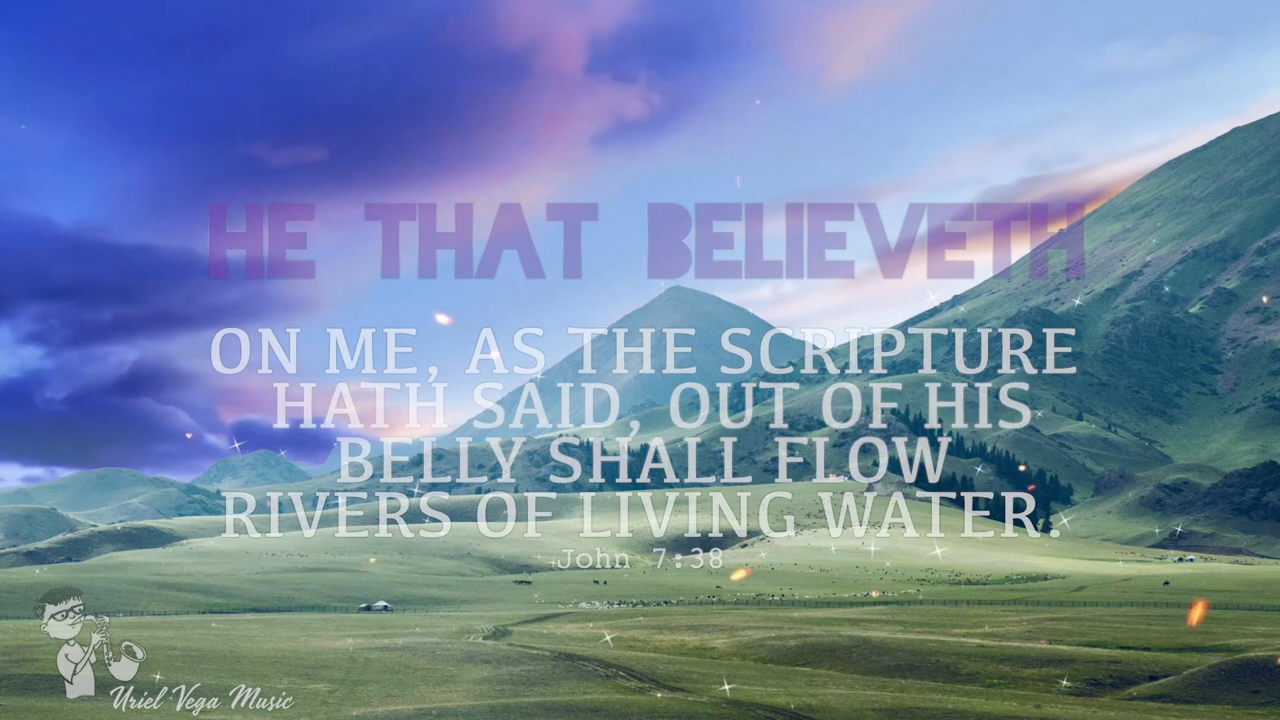 HE THAT BELIEVETH
ON ME, AS THE SCRIPTURE
HATH SAID, OUT OF HIS
BELLY SHALL FLOW
RIVERS OF LIVING WATER.
John 7:38
Uriel Vega Music